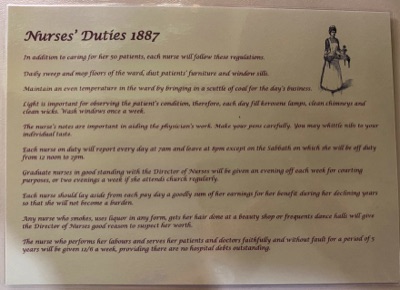 Nurses' Duties 1887
In addition to caring for her 50 patients, each nurse will follow these regulations.
Daily sweep and mop floors of the ward, dust patients' furniture and window sills.
Maintain an even temperature in the ward by bringing in a scuttle of coal for the day's business.
Light is important for observing the patient's condition, therefore, each day fill kerosene lamps, clean chimneys and
clean wicks. Wash windows once a week.
The nurse's notes are important in aiding the physician's work. Make your pens carefully. You may whittle nibs to your
individual taste.
Each nurse on duty will report every day at 7am and leave at 8pm except on the Sabbath on which she will be off duty
from 12 noon to 2pm.
Graduate nurses in good standing with the Director of Nurses will be given an evening off each week for courting
purposes, or two evenings a week if she attends church regularly.
Each nurse should lay aside from each pay day a goodly sum of her earnings for her benefit during her declining years
so that she will not become a burden.
Any nurse who smokes, uses liquor in any form, gets her hair done at a beauty shop or frequents dance halls will give
the Director of Nurses good reason to suspect her worth.
The nurse who performs her labours and serves her patients and doctors faithfully and without fault for a period of 5
years will be given 12/6 a week, providing there are no hospital debts outstanding.